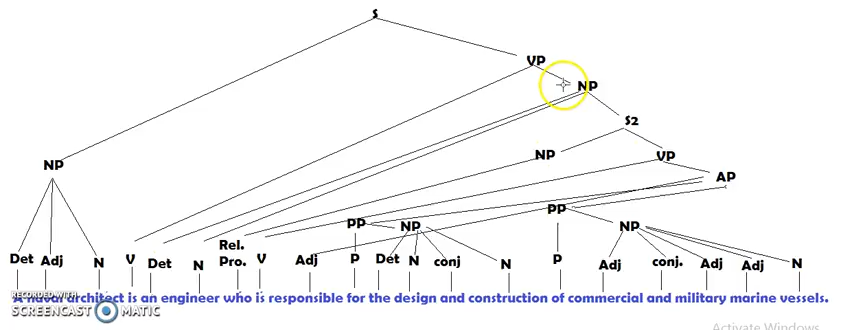 S
VP
NP
S2
NP
VP
NP
AP
PP
PP
NP
NP
Rel.
Pro.
Det Adj N V Det N V Adj P Det N conj N P Adj conj. Adj Adj N
A naval architect is an engineer who is responsible for the design and construction of commercial and military marine vessels.
RECORDED WITH
SCREENCAST MATIC
Activate Windows